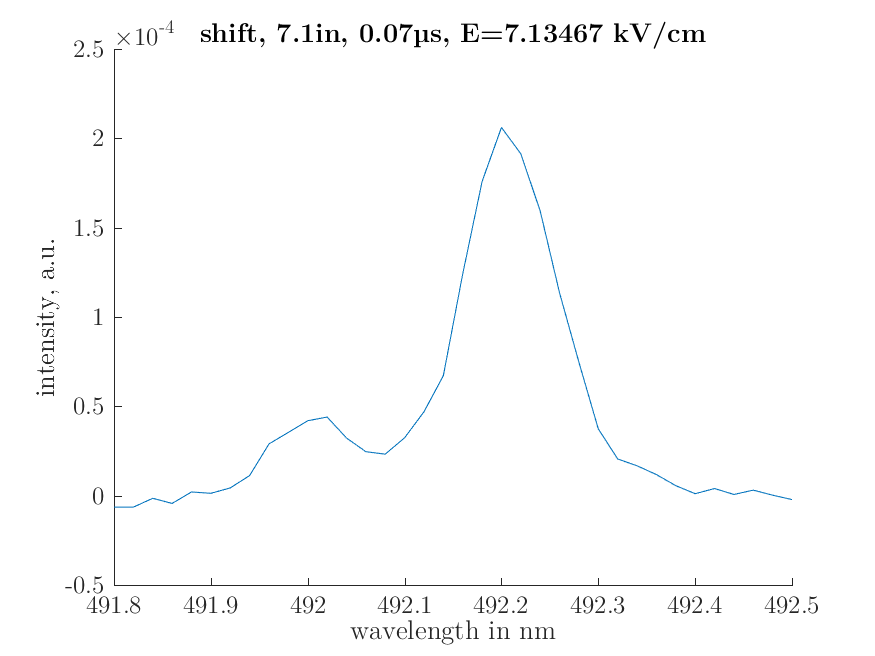 ×10-4
shift, 7.1in, 0.07µs, E=7.13467 kV/cm
2.5
2
1.5
1
0.5
0
-0.5
intensity, a.u.
491.8 491.9 492 492.1 492.2 492.3 492.4 492.5
wavelength in nm